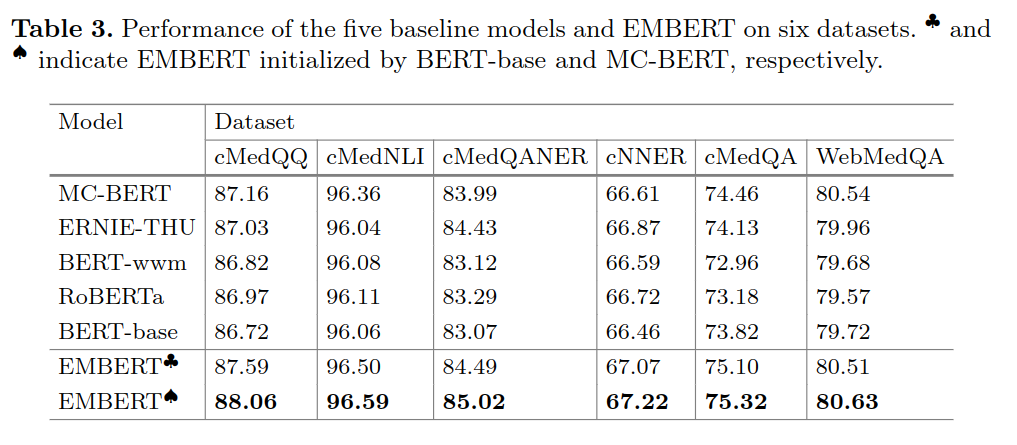 Table 3. Performance of the five baseline models and EMBERT on six datasets. ♣ and
♠ indicate EMBERT initialized by BERT-base and MC-BERT, respectively.
Model Dataset
cMedQQ cMedNLI cMedQANER cNNER cMedQA WebMedQA
MC-BERT 87.16 96.36 83.99 66.61 74.46 80.54
ERNIE-THU 87.03 96.04 84.43 66.87 74.13 79.96
BERT-wwm 86.82 96.08 83.12 66.59 72.96 79.68
RoBERTa 86.97 96.11 83.29 66.72 73.18 79.57
BERT-base 86.72 96.06 83.07 66.46 73.82 79.72
EMBERT♣ 87.59 96.50 84.49 67.07 75.10 80.51
EMBERT♠ 88.06 96.59 85.02 67.22 75.32 80.63